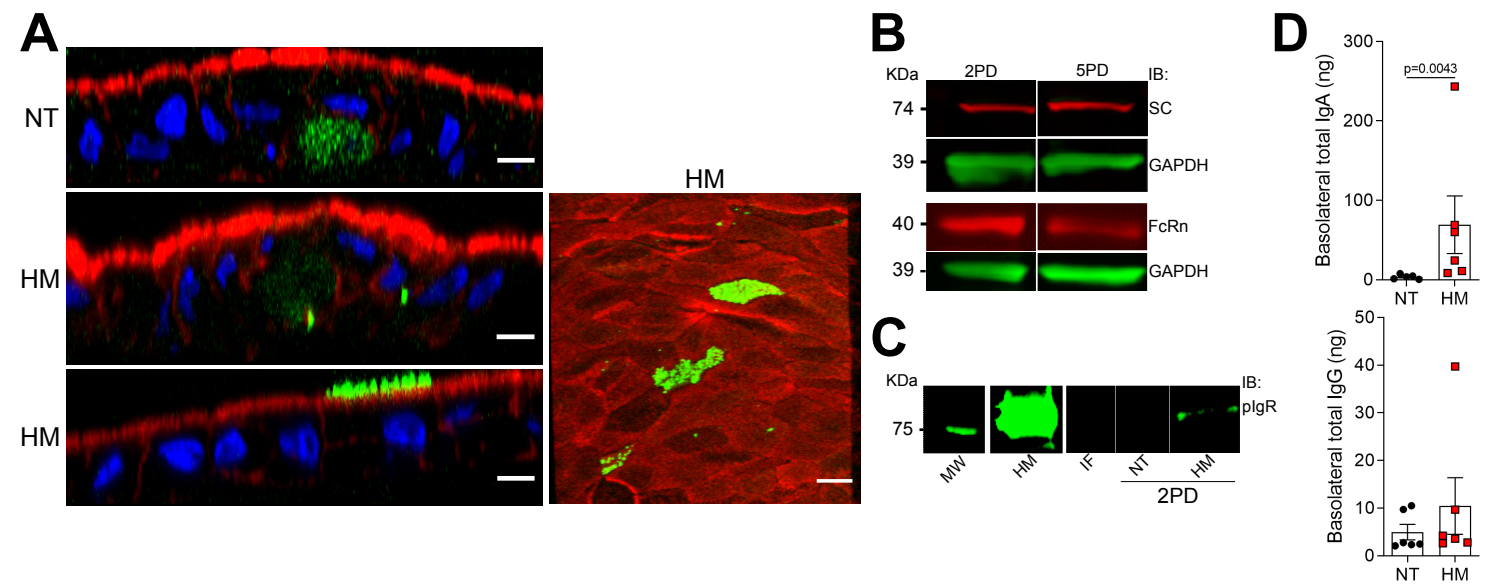 A
NT
HM
HM
HM
B
KDa
2PD
5PD
IB:
74
SC
39
GAPDH
40
FcRn
39
GAPDH
C
KDa
IB:
pIgR
75
MW
HM
IF
NT
HM
2PD
D
Basolateral total IgA (ng)
300
200
100
0
p=0.0043
NT
HM
Basolateral total IgG (ng)
50
40
30
20
10
0
NT
HM